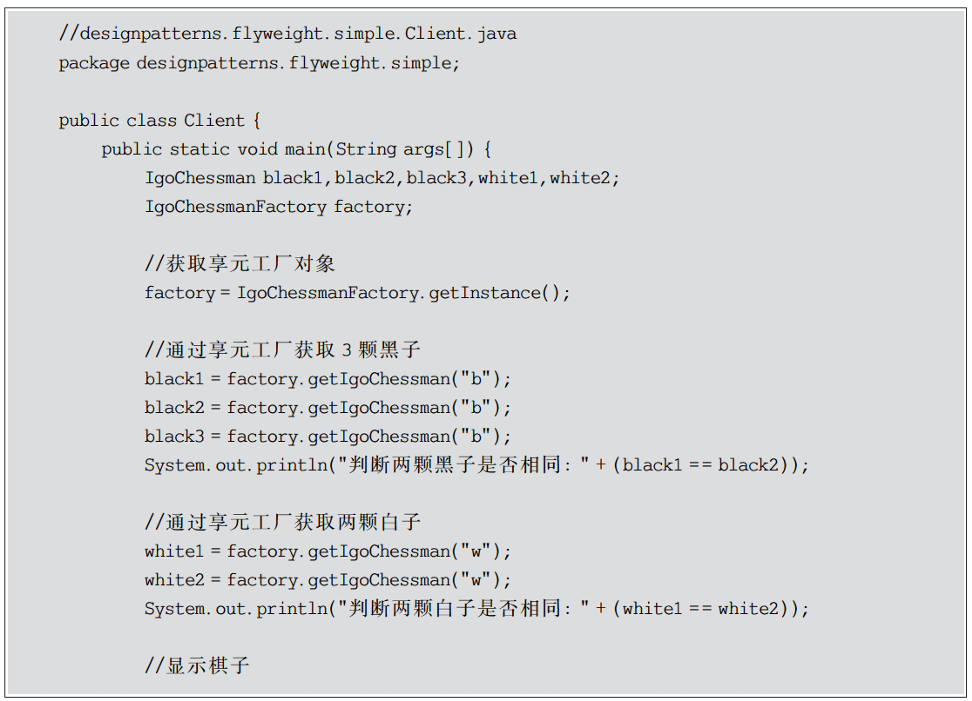 //designpatterns.flyweight.simple.Client.java
package designpatterns.flyweight.simple;
public class Client {
public static void main(String args[]) {
IgoChessman black1,black2,black3,white1,white2;
IgoChessmanFactory factory;
//获取享元工厂对象
factory = IgoChessmanFactory.getInstance();
//通过享元工厂获取 3 颗黑子
black1 = factory.getIgoChessman("b");
black2 = factory.getIgoChessman("b");
black3 = factory.getIgoChessman("b");
System.out.println("判断两颗黑子是否相同：" + (black1 == black2));
//通过享元工厂获取两颗白子
white1 = factory.getIgoChessman("w");
white2 = factory.getIgoChessman("w");
System.out.println("判断两颗白子是否相同：" + (white1 == white2));
//显示棋子